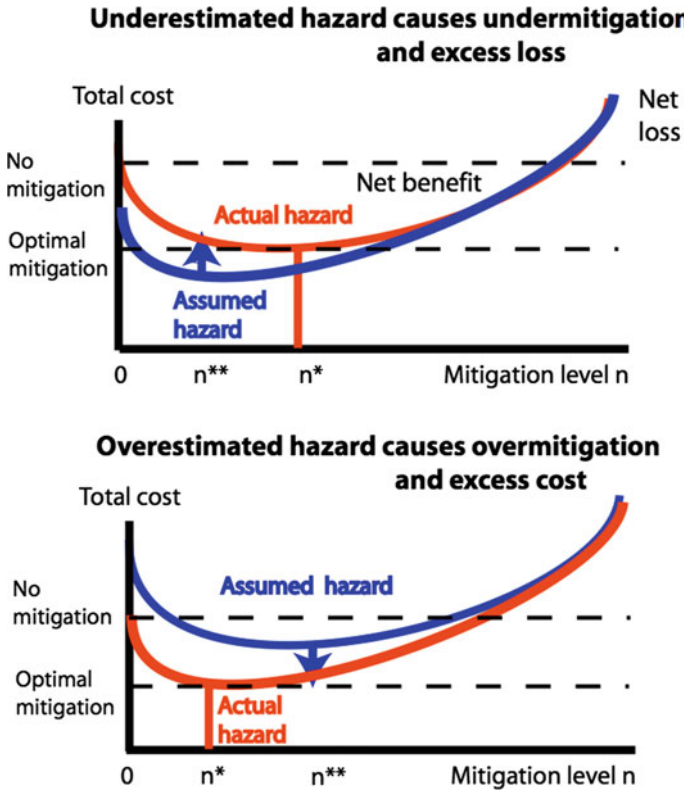 Underestimated hazard causes undermitigation
and excess loss
Total cost
Net
loss
No
mitigation
Net benefit
Actual hazard
Optimal
mitigation
Assumed
hazard
0
n**
n*
Mitigation level n
Overestimated hazard causes overmitigation
and excess cost
Total cost
Assumed hazard
No
mitigation
Optimal
mitigation
Actual
hazard
0
n*
n**
Mitigation level n